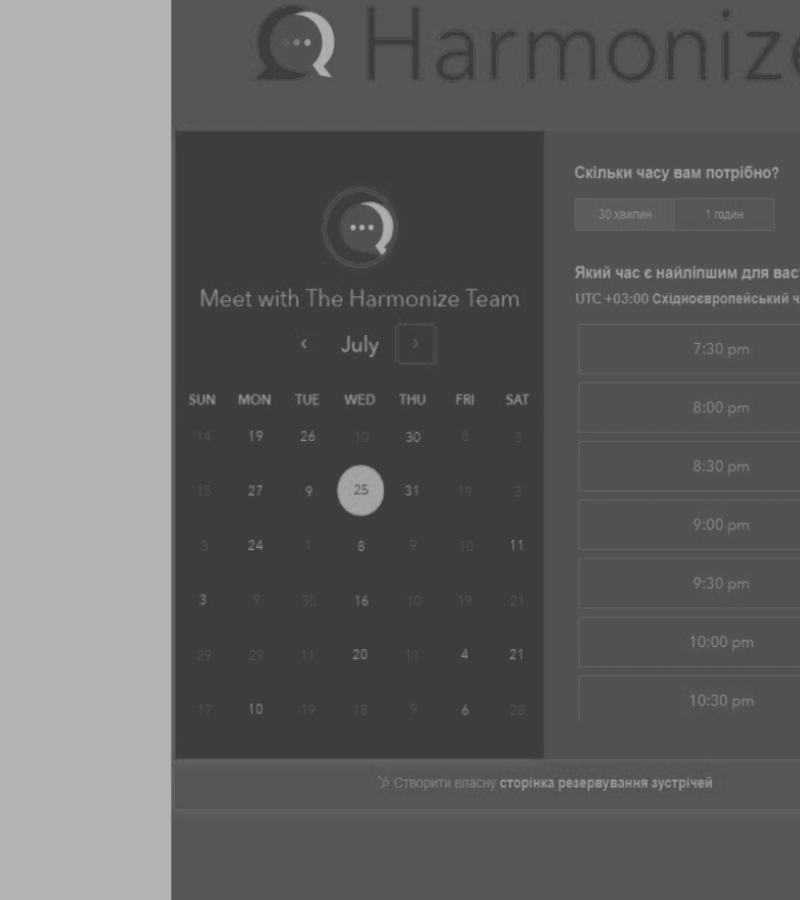 Harmonize
Meet with The Harmonize Team
‹ July ›
SUN MON TUE WED THU FRI SAT
14 19 26 10 30 8 3
15 27 9 25 31 19 3
3 24 1 8 9 10 11
3 9 30 16 10 19 21
29 29 11 20 11 4 21
17 10 19 18 9 6 28
Скільки часу вам потрібно?
30 хвилин 1 годин
Який час є найліпшим для вас
UTC +03:00 Східноєвропейський ч
7:30 pm
8:00 pm
8:30 pm
9:00 pm
9:30 pm
10:00 pm
10:30 pm
Створити власну сторінка резервування зустрічей